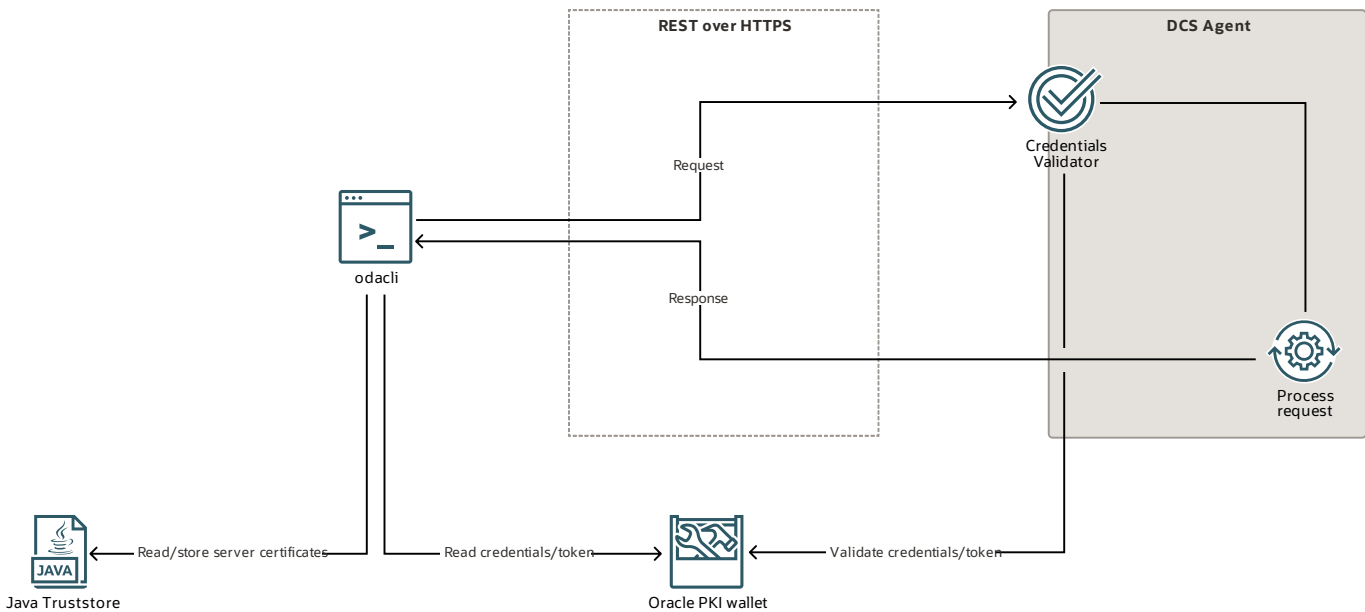 REST over HTTPS
DCS Agent
Credentials
Validator
Request
>_
odacli
Response
Process
request
Read/store server certificates
Read credentials/token
Validate credentials/token
JAVA
Java Truststore
Oracle PKI wallet